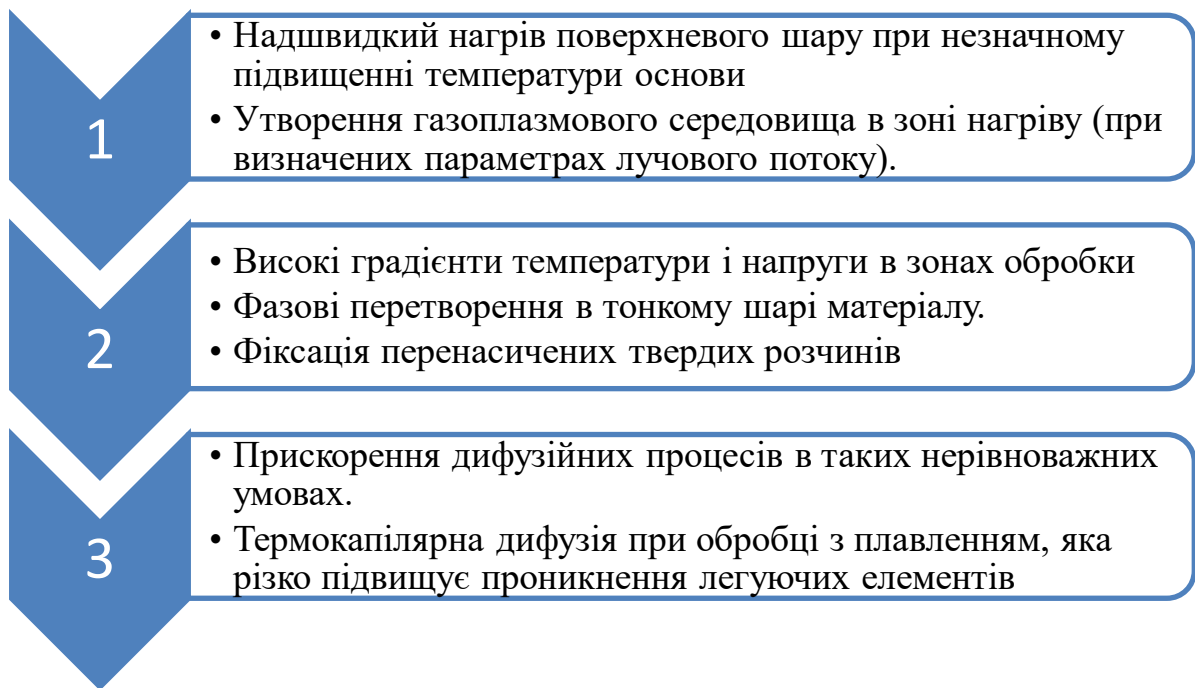 1
• Надшвидкий нагрів поверхневого шару при незначному
підвищенні температури основи
• Утворення газоплазмового середовища в зоні нагріву (при
визначених параметрах лучового потоку).
2
• Високі градієнти температури і напруги в зонах обробки
• Фазові перетворення в тонкому шарі матеріалу.
• Фіксація перенасичених твердих розчинів
3
• Прискорення дифузійних процесів в таких нерівноважних
умовах.
• Термокапілярна дифузія при обробці з плавленням, яка
різко підвищує проникнення легуючих елементів